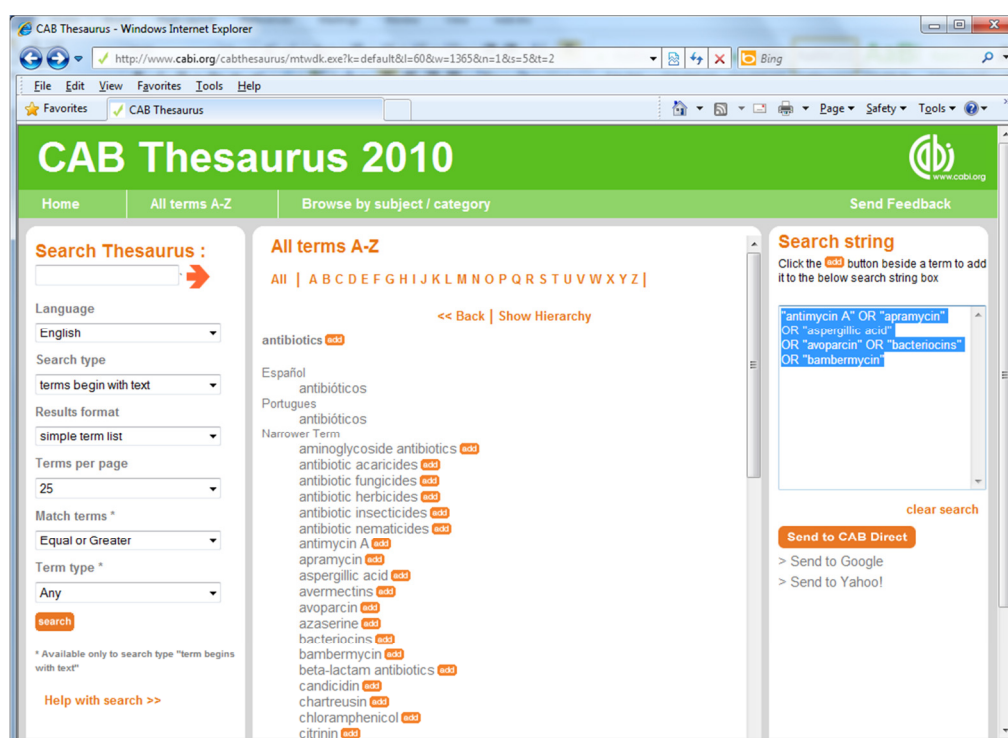 CAB Thesaurus - Windows Internet Explorer
http://www.cabi.org/cabthesaurus/mtwdk.exe?k=default&l=60&w=1365&n=1&s=5&t=2
Bing
File Edit View Favorites Tools Help
Favorites CAB Thesaurus
Page Safety Tools
CAB Thesaurus 2010
cabi
www.cabi.org
Home All terms A-Z Browse by subject / category Send Feedback
Search Thesaurus :
*
Language
English
Search type
terms begin with text
Results format
simple term list
Terms per page
25
Match terms *
Equal or Greater
Term type *
Any
search
* Available only to search type "term begins
with text"
Help with search >>
All terms A-Z
All | A B C D E F G H I J K L M N O P Q R S T U V W X Y Z |
<< Back | Show Hierarchy
antibiotics add
Español
antibióticos
Portugues
antibióticos
Narrower Term
aminoglycoside antibiotics add
antibiotic acaricides add
antibiotic fungicides add
antibiotic herbicides add
antibiotic insecticides add
antibiotic nematicides add
antimycin A add
apramycin add
aspergillic acid add
avermectins add
avoparcin add
azaserine add
bacteriocins add
bambermycin add
beta-lactam antibiotics add
candicidin add
chartreusin add
chloramphenicol add
citrinin add
Search string
Click the add button beside a term to add
it to the below search string box
"antimycin A" OR "apramycin"
OR "aspergillic acid"
OR "avoparcin" OR "bacteriocins"
OR "bambermycin"
clear search
Send to CAB Direct
> Send to Google
> Send to Yahoo!